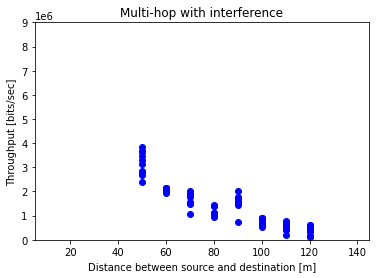 Multi-hop with interference
1e6
9
8
7
6
5
4
3
2
1
0
Throughput [bits/sec]
20 40 60 80 100 120 140
Distance between source and destination [m]